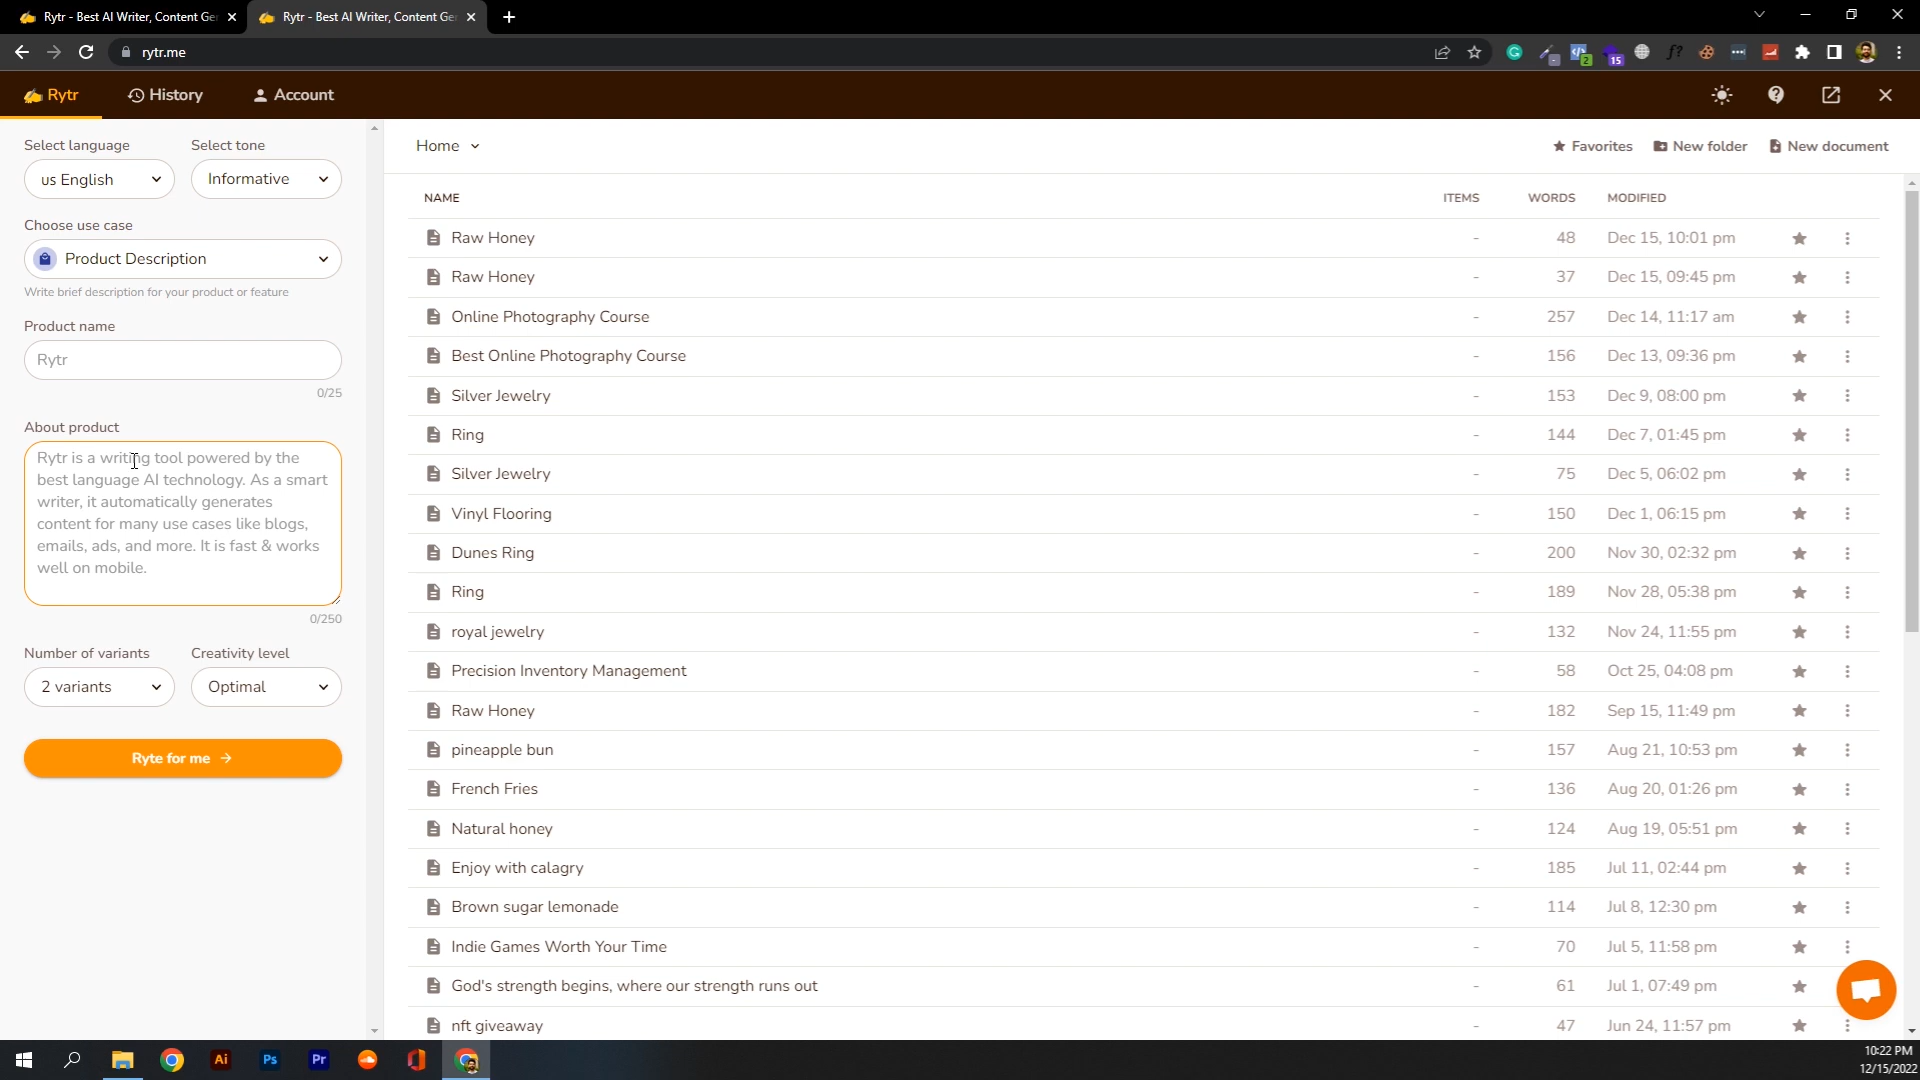 Rytr - Best AI Writer, Content Ger
Rytr - Best AI Writer, Content Ger
rytr.me
2
15
f?
Rytr
History
Account
Select language
Select tone
us English
Informative
Choose use case
Product Description
Write brief description for your product or feature
Product name
Rytr
0/25
About product
Rytr is a writing tool powered by the
best language AI technology. As a smart
writer, it automatically generates
content for many use cases like blogs,
emails, ads, and more. It is fast & works
well on mobile.
0/250
Number of variants
Creativity level
2 variants
Optimal
Ryte for me →
Home
Favorites
New folder
New document
NAME ITEMS WORDS MODIFIED
Raw Honey - 48 Dec 15, 10:01 pm
Raw Honey - 37 Dec 15, 09:45 pm
Online Photography Course - 257 Dec 14, 11:17 am
Best Online Photography Course - 156 Dec 13, 09:36 pm
Silver Jewelry - 153 Dec 9, 08:00 pm
Ring - 144 Dec 7, 01:45 pm
Silver Jewelry - 75 Dec 5, 06:02 pm
Vinyl Flooring - 150 Dec 1, 06:15 pm
Dunes Ring - 200 Nov 30, 02:32 pm
Ring - 189 Nov 28, 05:38 pm
royal jewelry - 132 Nov 24, 11:55 pm
Precision Inventory Management - 58 Oct 25, 04:08 pm
Raw Honey - 182 Sep 15, 11:49 pm
pineapple bun - 157 Aug 21, 10:53 pm
French Fries - 136 Aug 20, 01:26 pm
Natural honey - 124 Aug 19, 05:51 pm
Enjoy with calagry - 185 Jul 11, 02:44 pm
Brown sugar lemonade - 114 Jul 8, 12:30 pm
Indie Games Worth Your Time - 70 Jul 5, 11:58 pm
God's strength begins, where our strength runs out - 61 Jul 1, 07:49 pm
nft giveaway - 47 Jun 24, 11:57 pm
Ai
Ps
Pr
10:22 PM
12/15/2022